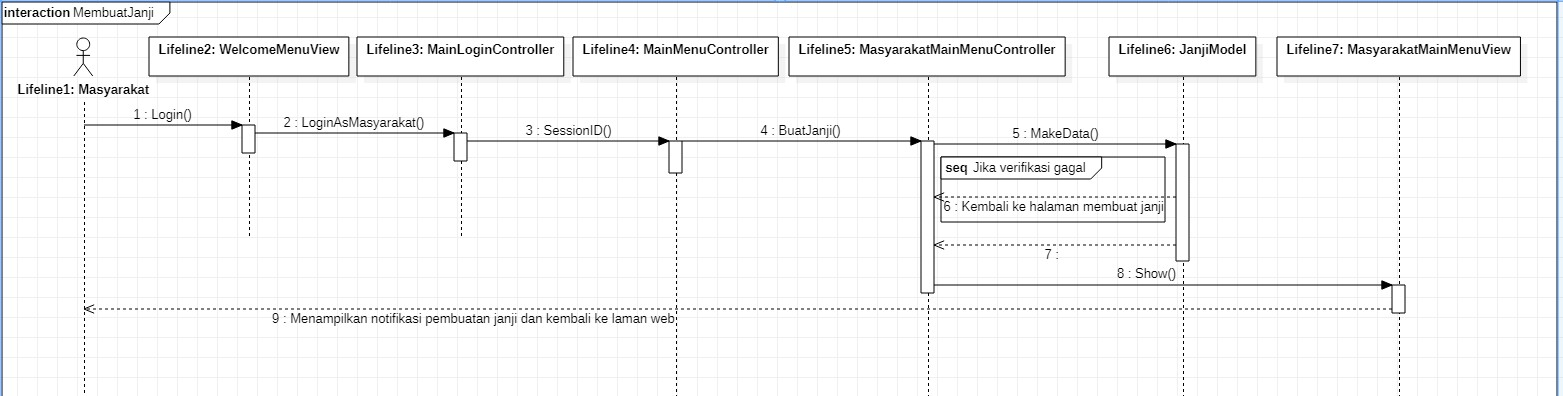 interaction MembuatJanji
Lifeline1: Masyarakat
Lifeline2: WelcomeMenuView
Lifeline3: MainLoginController
Lifeline4: MainMenuController
Lifeline5: MasyarakatMainMenuController
Lifeline6: JanjiModel
Lifeline7: MasyarakatMainMenuView
1 : Login()
2 : LoginAsMasyarakat()
3 : SessionID()
4 : BuatJanji()
5 : MakeData()
seq Jika verifikasi gagal
6 : Kembali ke halaman membuat janji
7 :
8 : Show()
9 : Menampilkan notifikasi pembuatan janji dan kembali ke laman web